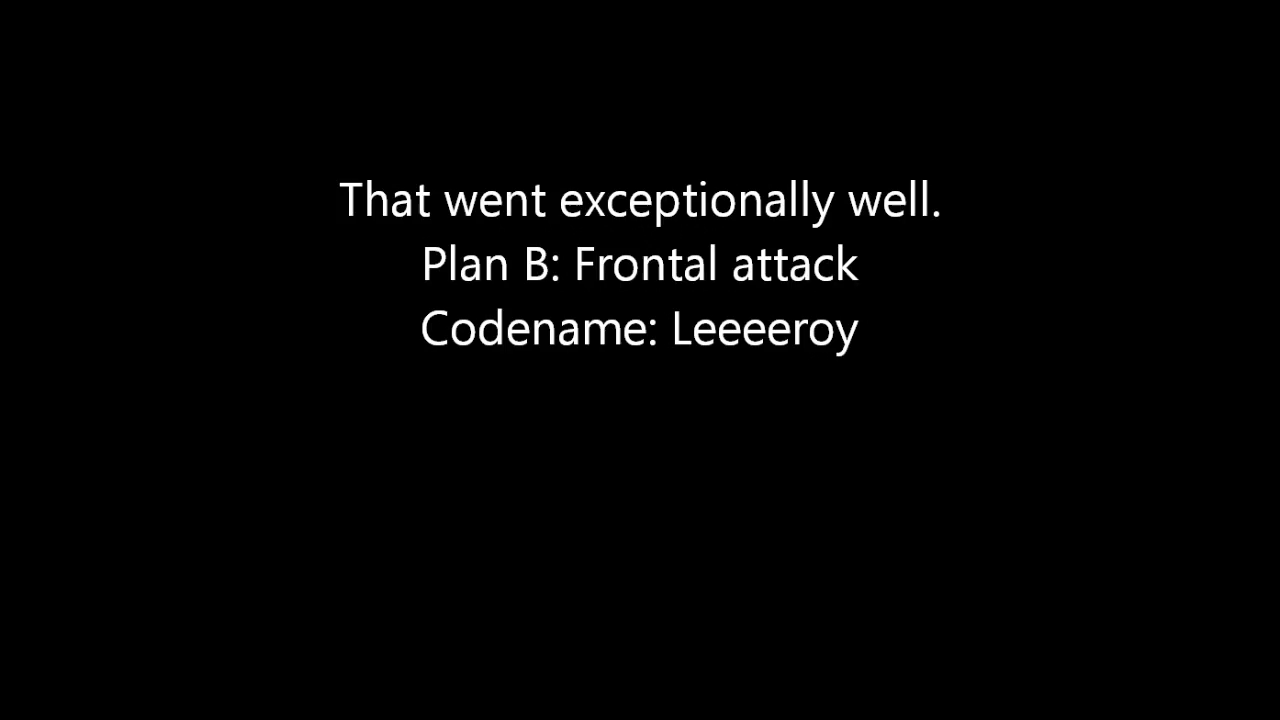 That went exceptionally well.
Plan B: Frontal attack
Codename: Leeeeroy